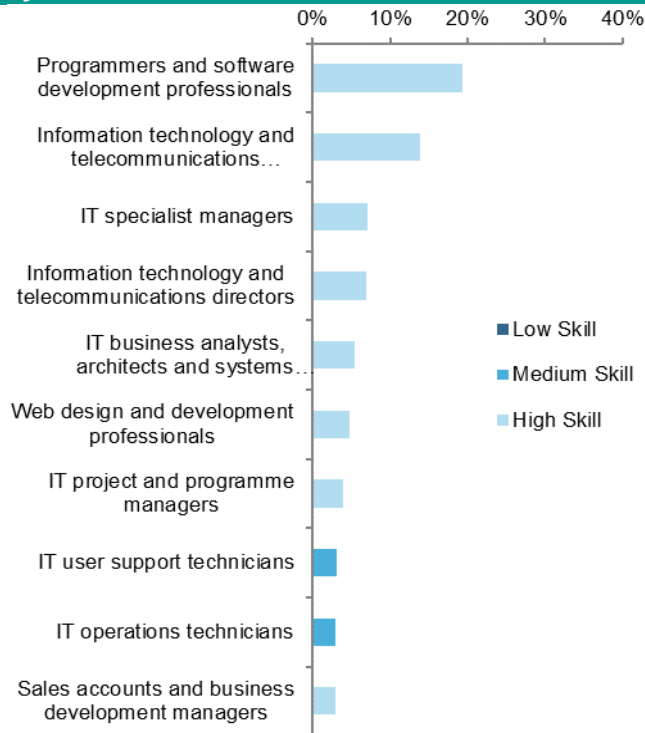 0% 10% 20% 30% 40%
Programmers and software
development professionals
Information technology and
telecommunications…
IT specialist managers
Information technology and
telecommunications directors
IT business analysts,
architects and systems…
Web design and development
professionals
IT project and programme
managers
IT user support technicians
IT operations technicians
Sales accounts and business
development managers
Low Skill
Medium Skill
High Skill